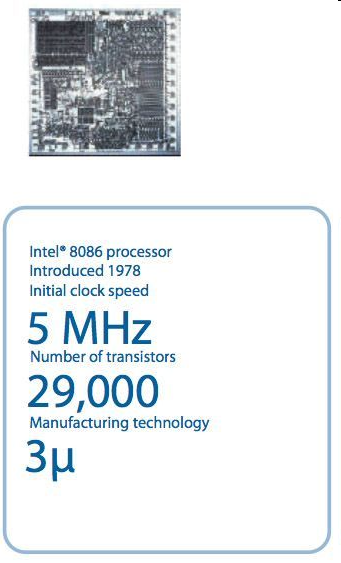 Intel® 8086 processor
Introduced 1978
Initial clock speed
5 MHz
Number of transistors
29,000
Manufacturing technology
3µ